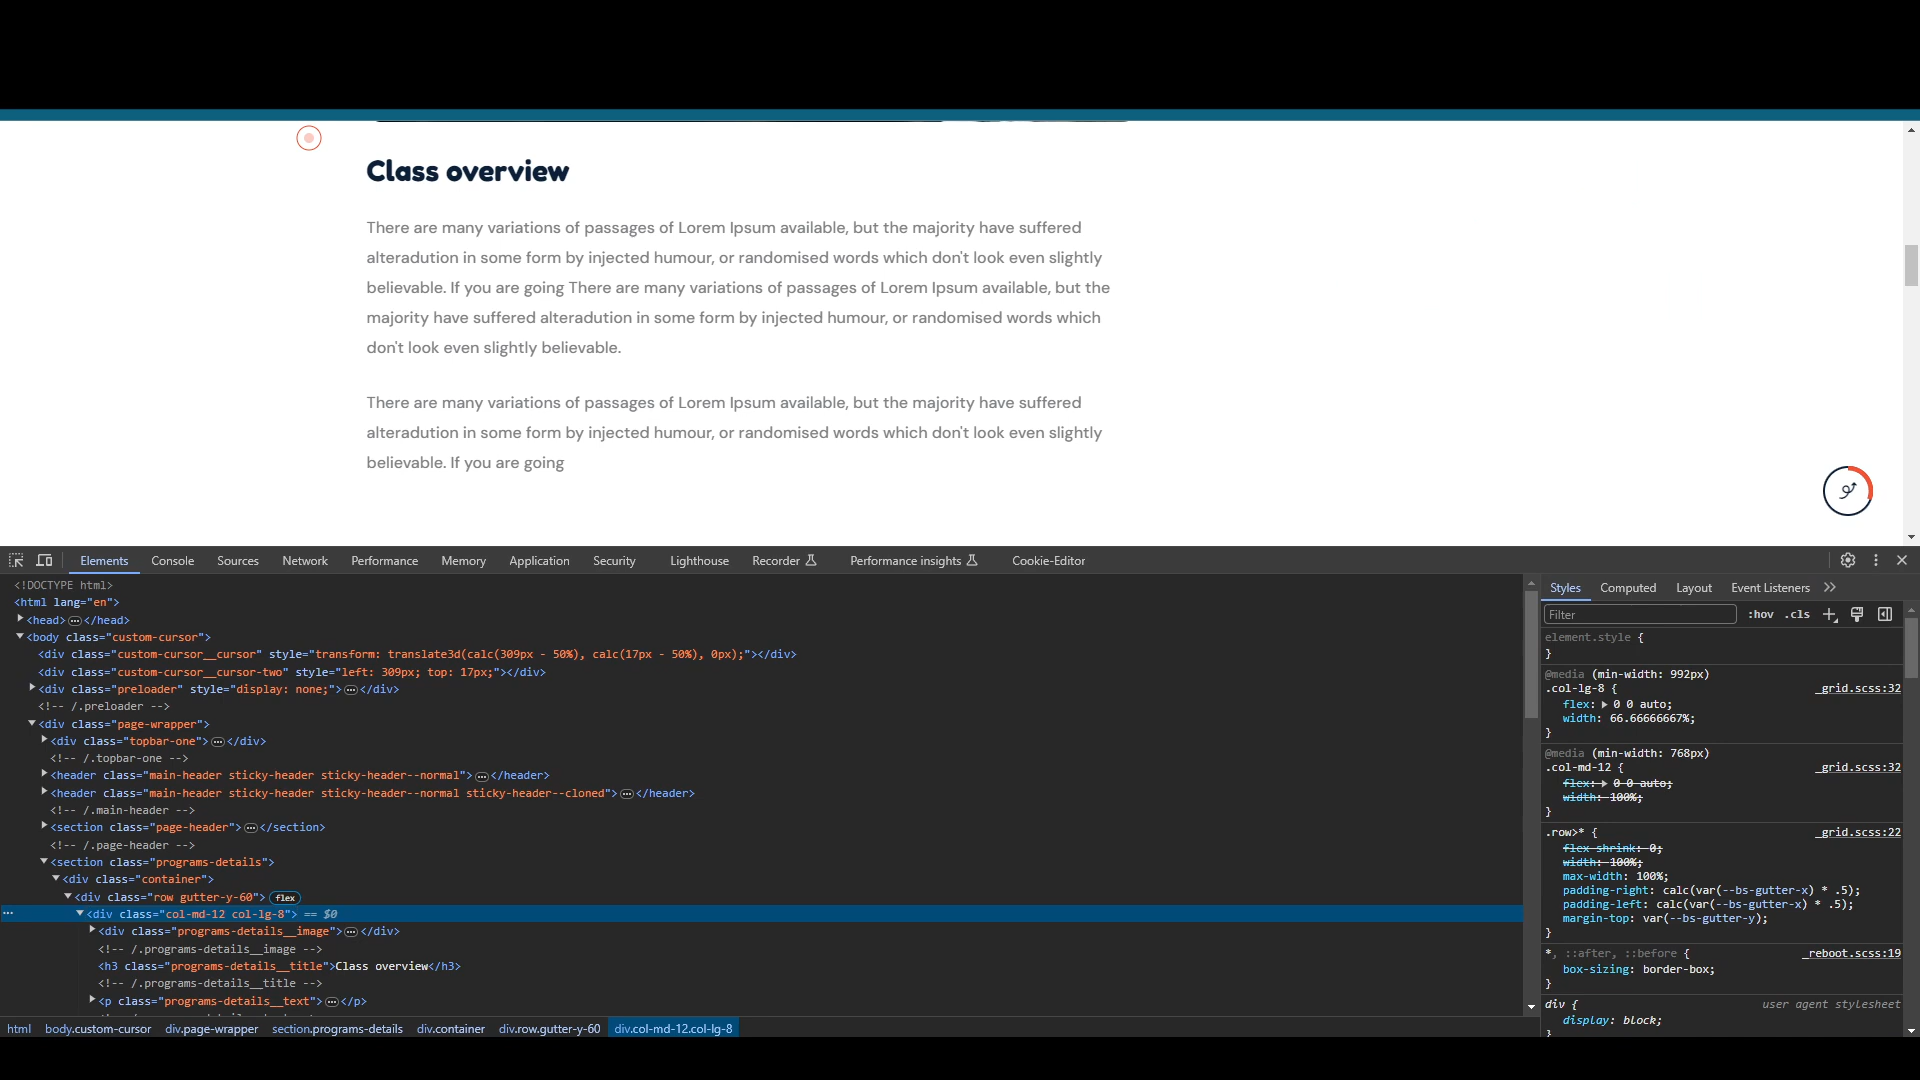 Class overview
There are many variations of passages of Lorem Ipsum available, but the majority have suffered
alteradution in some form by injected humour, or randomised words which don't look even slightly
believable. If you are going There are many variations of passages of Lorem Ipsum available, but the
majority have suffered alteradution in some form by injected humour, or randomised words which
don't look even slightly believable.
There are many variations of passages of Lorem Ipsum available, but the majority have suffered
alteradution in some form by injected humour, or randomised words which don't look even slightly
believable. If you are going
Elements Console Sources Network Performance Memory Application Security Lighthouse Recorder Performance insights Cookie-Editor
<!DOCTYPE html>
<html lang="en">
<head>…</head>
<body class="custom-cursor">
<div class="custom-cursor__cursor" style="transform: translate3d(calc(309px - 50%), calc(17px - 50%), 0px);"></div>
<div class="custom-cursor__cursor-two" style="left: 309px; top: 17px;"></div>
<div class="preloader" style="display: none;">…</div>
<!-- /.preloader -->
<div class="page-wrapper">
<div class="topbar-one">…</div>
<!-- /.topbar-one -->
<header class="main-header sticky-header sticky-header--normal">…</header>
<header class="main-header sticky-header sticky-header--normal sticky-header--cloned">…</header>
<!-- /.main-header -->
<section class="page-header">…</section>
<!-- /.page-header -->
<section class="programs-details">
<div class="container">
<div class="row gutter-y-60"> flex
… <div class="col-md-12 col-lg-8"> == $0
<div class="programs-details__image">…</div>
<!-- /.programs-details__image -->
<h3 class="programs-details__title">Class overview</h3>
<!-- /.programs-details__title -->
<p class="programs-details__text">…</p>
html body.custom-cursor div.page-wrapper section.programs-details div.container div.row.gutter-y-60 div.col-md-12.col-lg-8
Styles Computed Layout Event Listeners
Filter :hov .cls
element.style {
}
@media (min-width: 992px)
.col-lg-8 { _grid.scss:32
flex: 0 0 auto;
width: 66.66666667%;
}
@media (min-width: 768px)
.col-md-12 { _grid.scss:32
flex: 0 0 auto;
width: 100%;
}
.row>* { _grid.scss:22
flex-shrink: 0;
width: 100%;
max-width: 100%;
padding-right: calc(var(--bs-gutter-x) * .5);
padding-left: calc(var(--bs-gutter-x) * .5);
margin-top: var(--bs-gutter-y);
}
*, ::after, ::before { _reboot.scss:19
box-sizing: border-box;
}
div { user agent stylesheet
display: block;
}